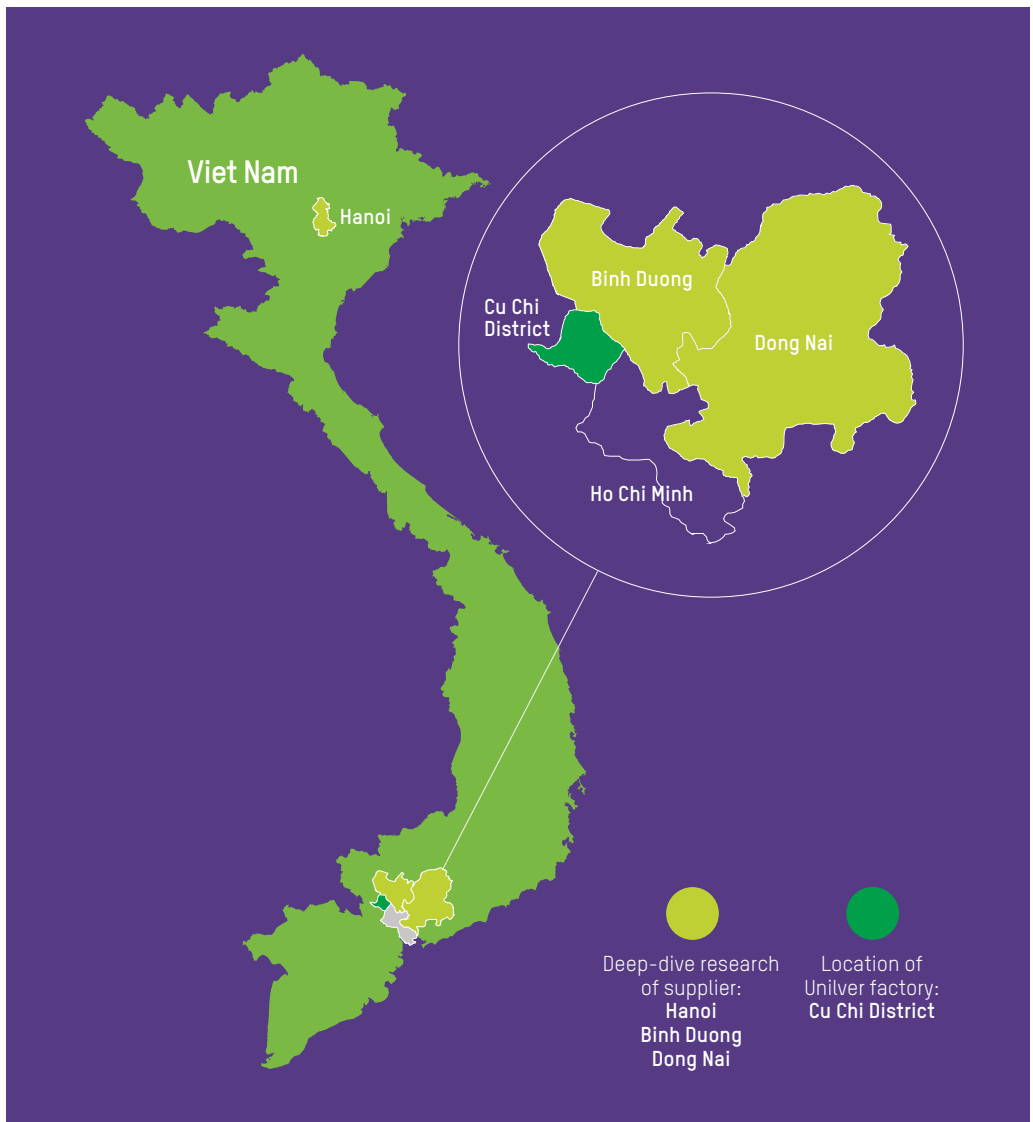 Viet Nam
Hanoi
Binh Duong
Cu Chi
District
Dong Nai
Ho Chi Minh
Deep-dive research
of supplier:
Hanoi
Binh Duong
Dong Nai
Location of
Unilver factory:
Cu Chi District